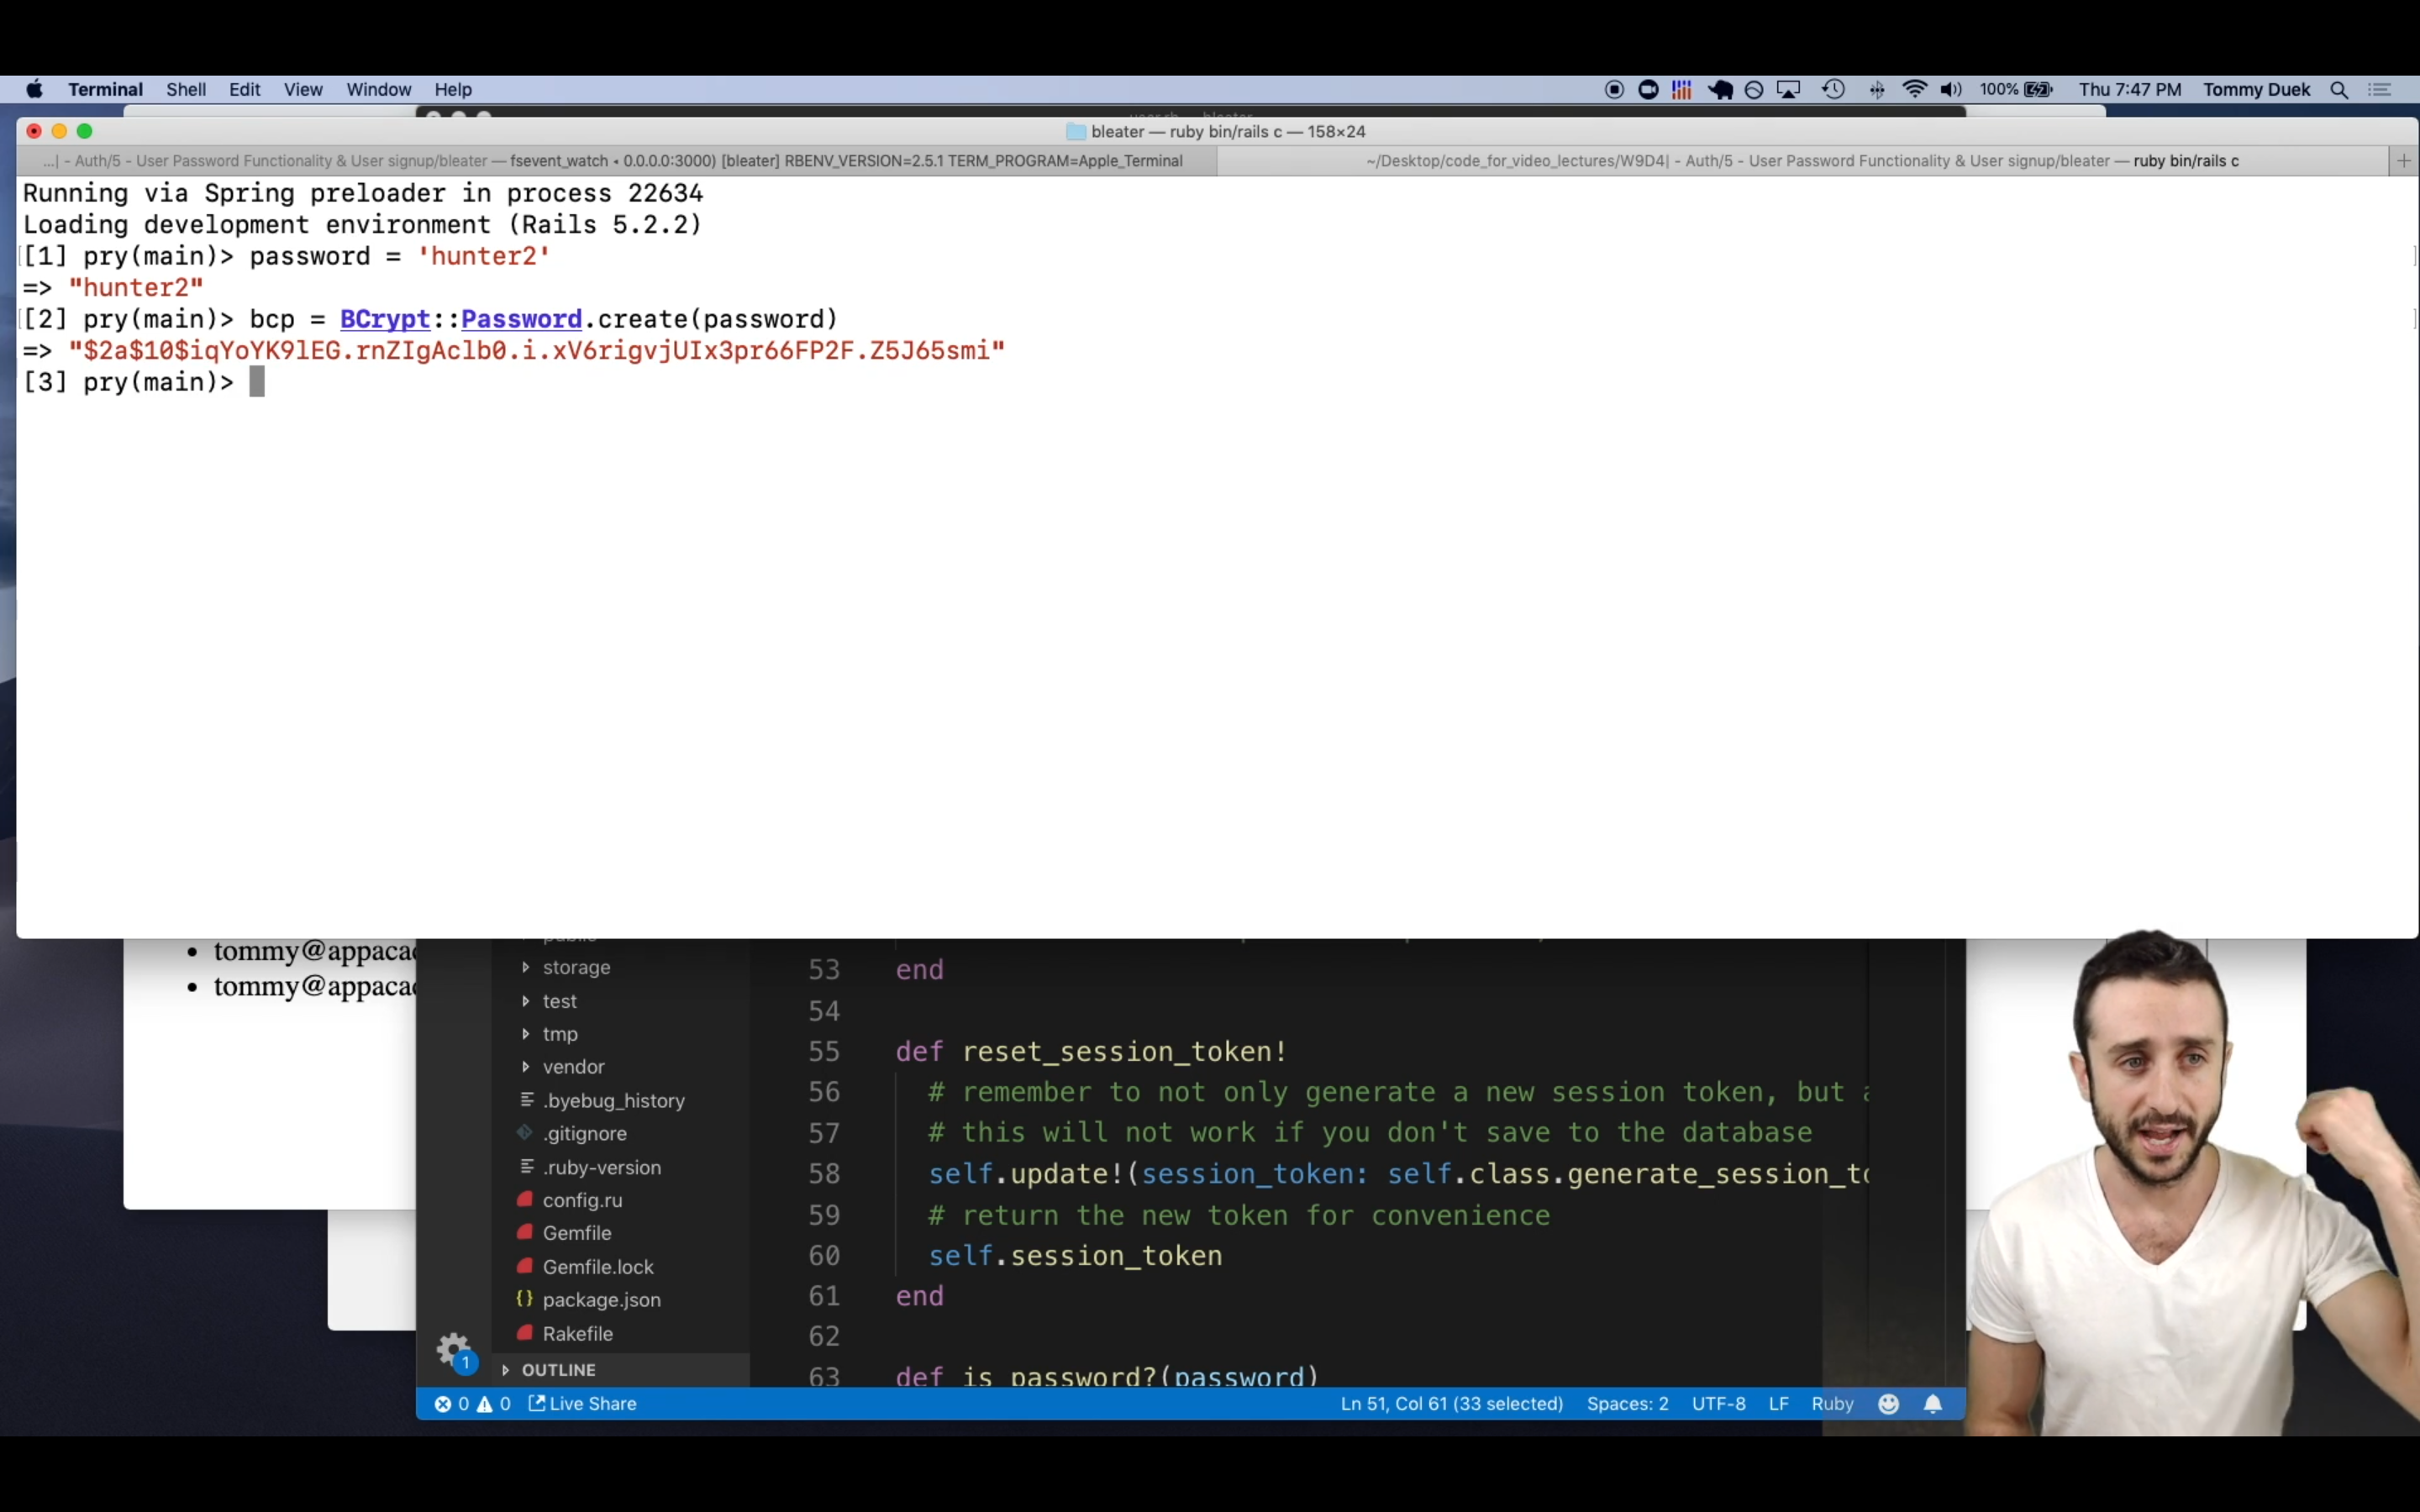 Terminal Shell Edit View Window Help 100% Thu 7:47 PM Tommy Duek
bleater — ruby bin/rails c — 158×24
...| - Auth/5 - User Password Functionality & User signup/bleater — fsevent_watch ◂ 0.0.0.0:3000) [bleater] RBENV_VERSION=2.5.1 TERM_PROGRAM=Apple_Terminal
~/Desktop/code_for_video_lectures/W9D4| - Auth/5 - User Password Functionality & User signup/bleater — ruby bin/rails c
Running via Spring preloader in process 22634
Loading development environment (Rails 5.2.2)
[1] pry(main)> password = 'hunter2'
=> "hunter2"
[2] pry(main)> bcp = BCrypt::Password.create(password)
=> "$2a$10$iqYoYK9lEG.rnZIgAclb0.i.xV6rigvjUIx3pr66FP2F.Z5J65smi"
[3] pry(main)>
• tommy@appaca
• tommy@appaca
storage
test
tmp
vendor
.byebug_history
.gitignore
.ruby-version
config.ru
Gemfile
Gemfile.lock
package.json
Rakefile
1
OUTLINE
53 end
54
55 def reset_session_token!
56 # remember to not only generate a new session token, but
57 # this will not work if you don't save to the database
58 self.update!(session_token: self.class.generate_session_to
59 # return the new token for convenience
60 self.session_token
61 end
62
63 def is_password?(password)
0 0 Live Share Ln 51, Col 61 (33 selected) Spaces: 2 UTF-8 LF Ruby